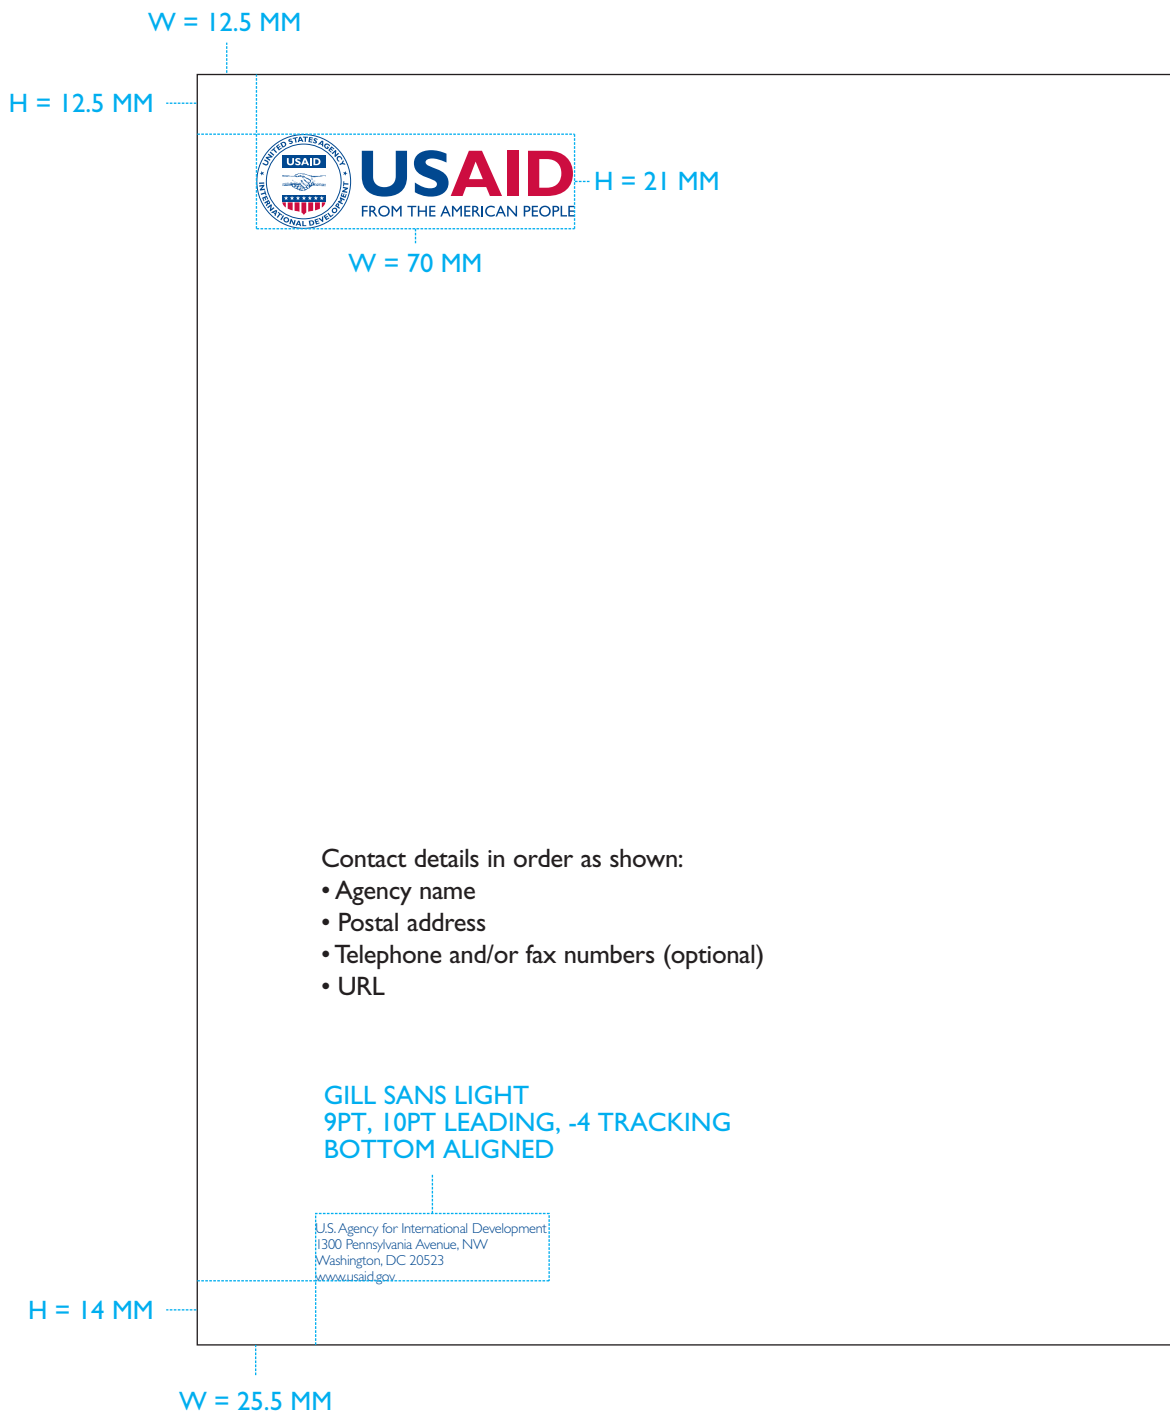 W = 12.5 MM
H = 12.5 MM
UNITED STATES AGENCY
USAID
INTERNATIONAL DEVELOPMENT
USAID
FROM THE AMERICAN PEOPLE
H = 21 MM
W = 70 MM
Contact details in order as shown:
• Agency name
• Postal address
• Telephone and/or fax numbers (optional)
• URL
GILL SANS LIGHT
9PT, 10PT LEADING, -4 TRACKING
BOTTOM ALIGNED
U.S. Agency for International Development
1300 Pennsylvania Avenue, NW
Washington, DC 20523
www.usaid.gov
H = 14 MM
W = 25.5 MM